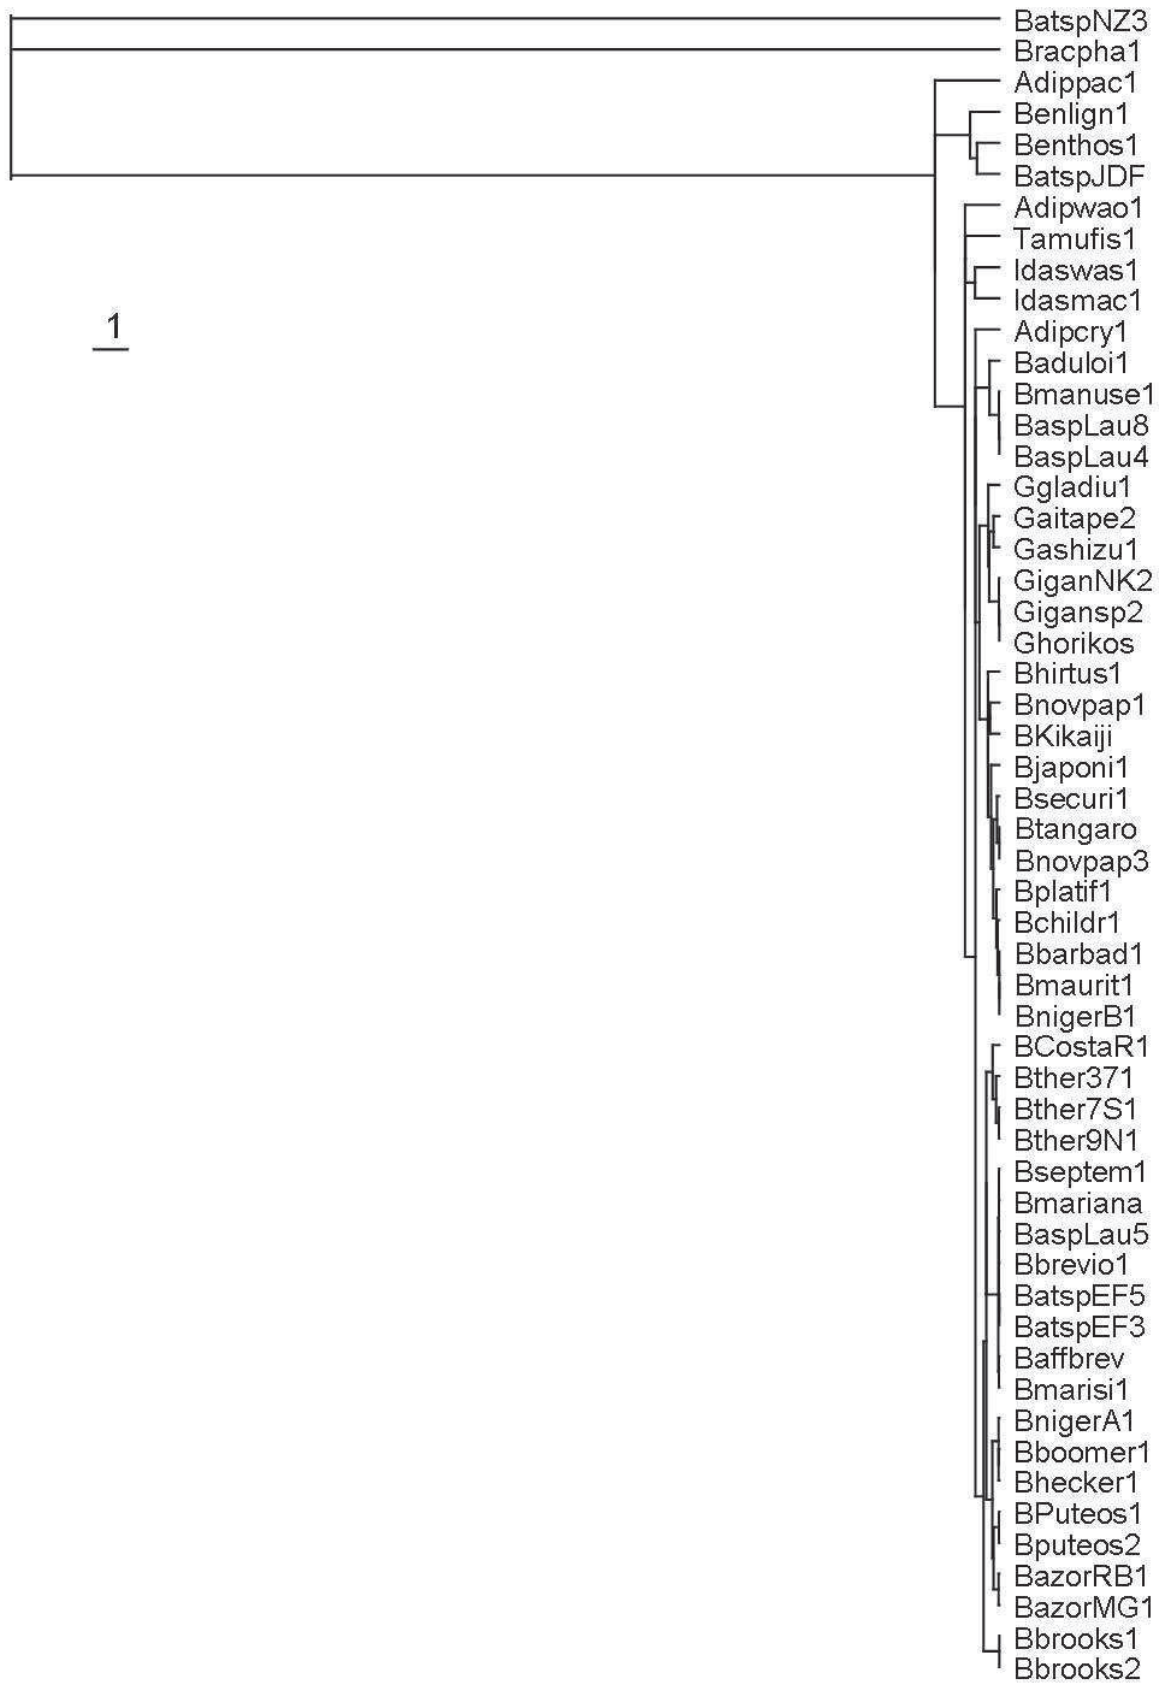 BatspNZ3
Bracpha1
Adippac1
Benlign1
Benthos1
BatspJDF
Adipwao1
Tamufis1
Idaswas1
Idasmac1
1
Adipcry1
Baduloi1
Bmanuse1
BaspLau8
BaspLau4
Ggladiu1
Gaitape2
Gashizu1
GiganNK2
Gigansp2
Ghorikos
Bhirtus1
Bnovpap1
BKikaiji
Bjaponi1
Bsecuri1
Btangaro
Bnovpap3
Bplatif1
Bchildr1
Bbarbad1
Bmaurit1
BnigerB1
BCostaR1
Bther371
Bther7S1
Bther9N1
Bseptem1
Bmariana
BaspLau5
Bbrevio1
BatspEF5
BatspEF3
Baffbrev
Bmarisi1
BnigerA1
Bboomer1
Bhecker1
BPuteos1
Bputeos2
BazorRB1
BazorMG1
Bbrooks1
Bbrooks2